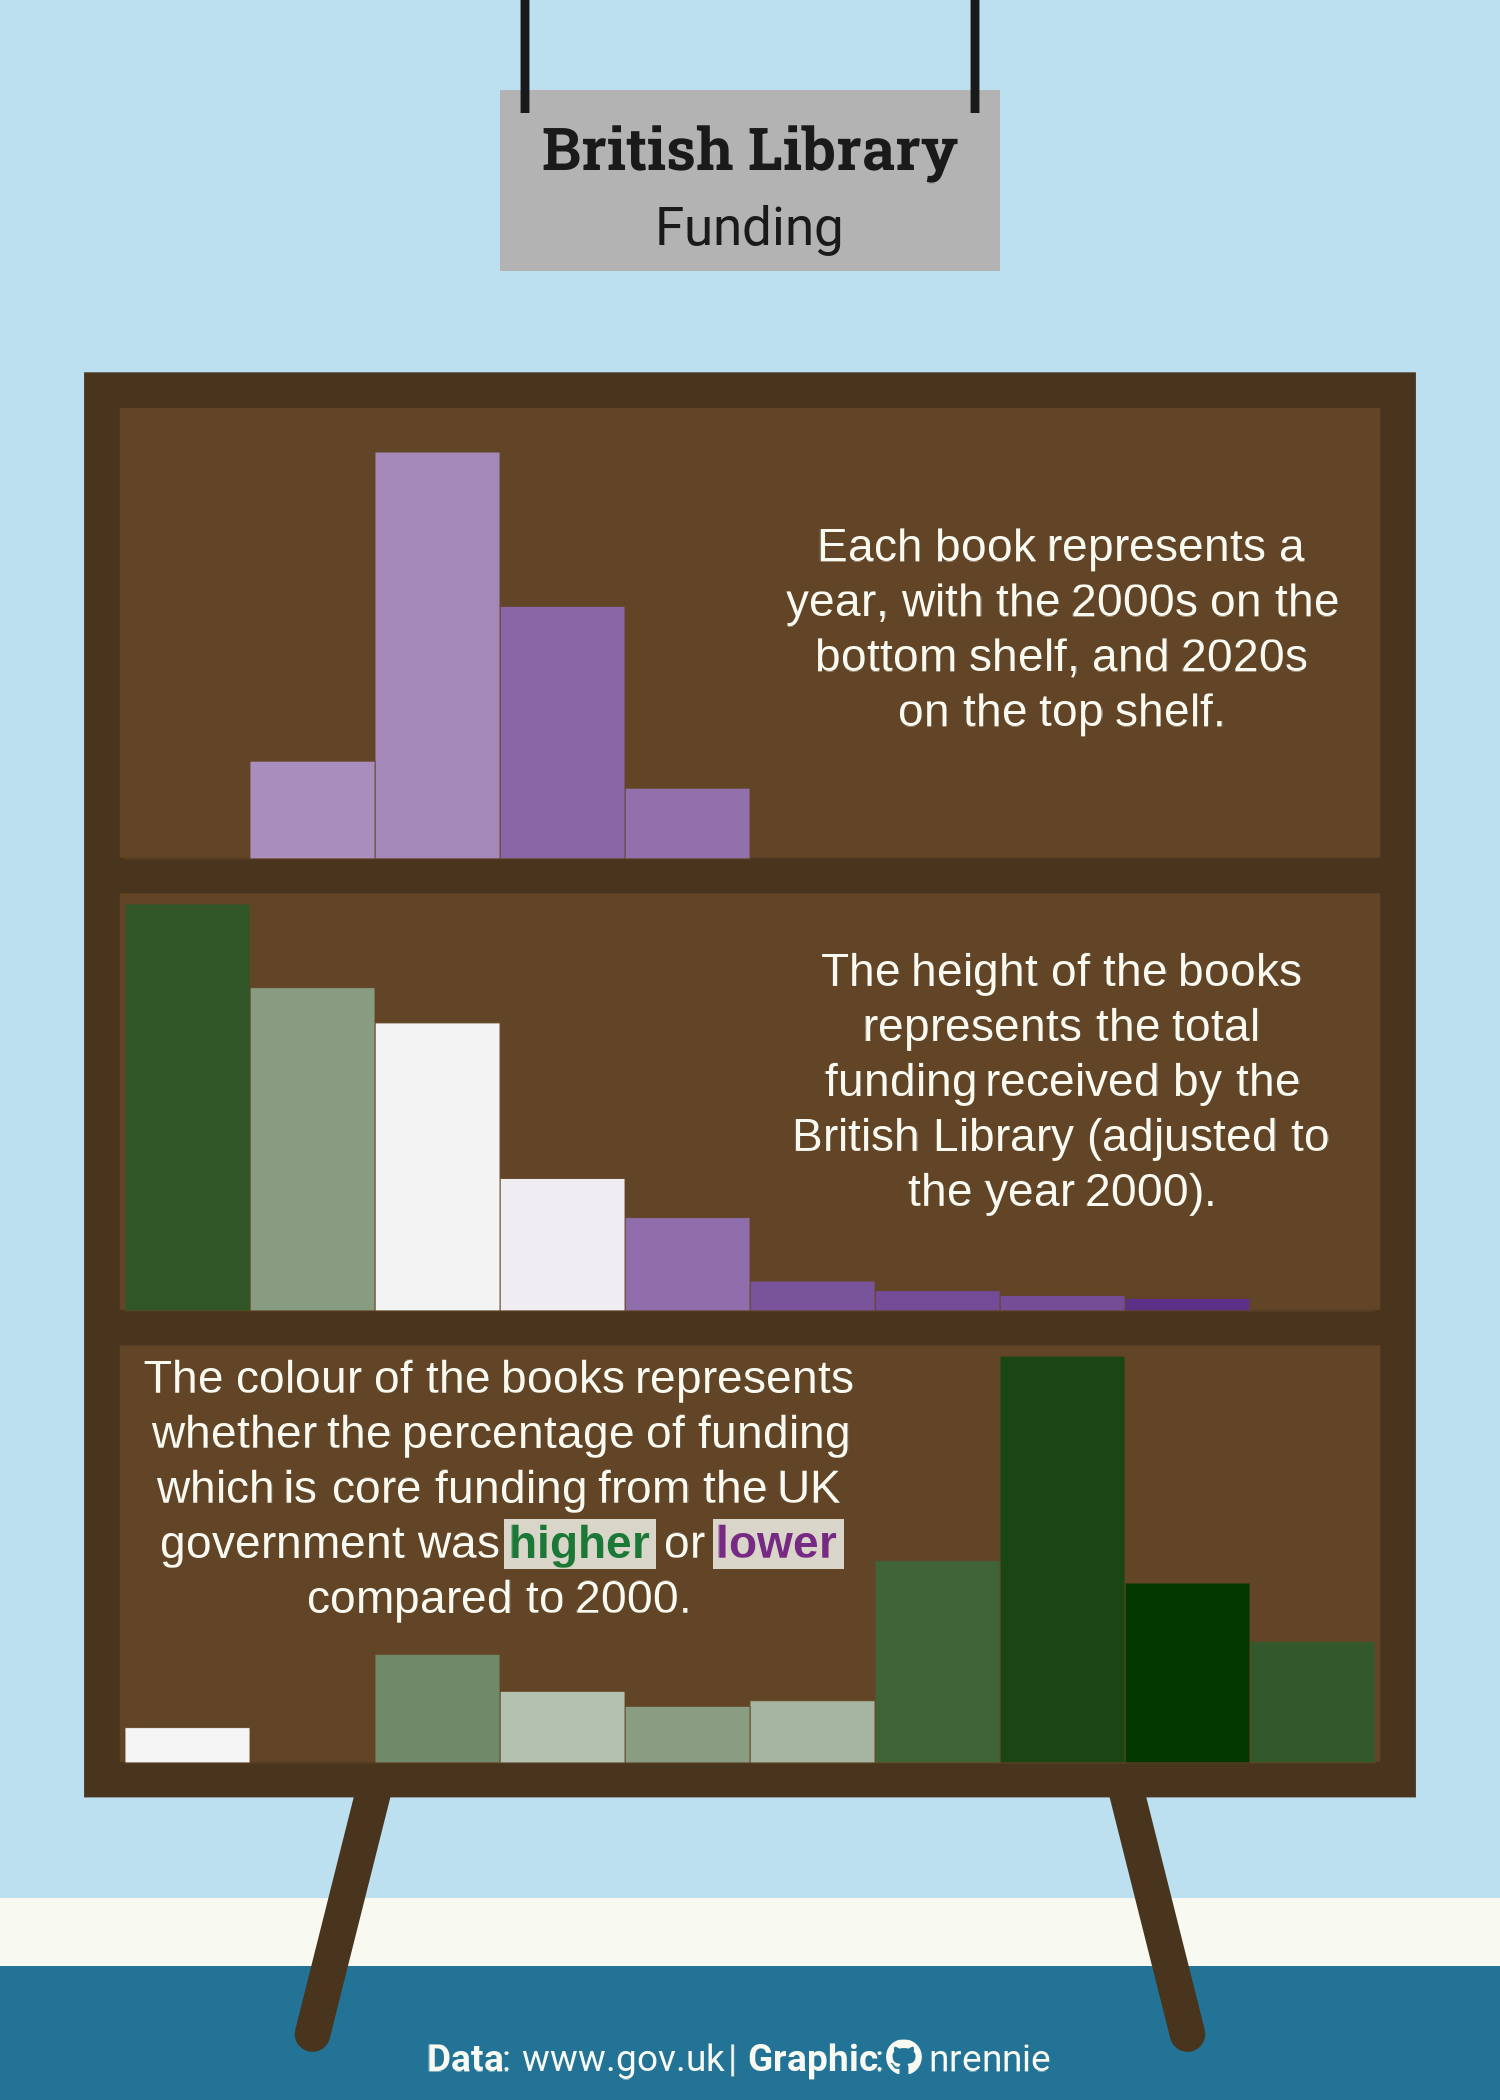 British Library
Funding
Each book represents a
year, with the 2000s on the
bottom shelf, and 2020s
on the top shelf.
The height of the books
represents the total
funding received by the
British Library (adjusted to
the year 2000).
The colour of the books represents
whether the percentage of funding
which is core funding from the UK
government was higher or lower
compared to 2000.
Data: www.gov.uk | Graphic: nrennie